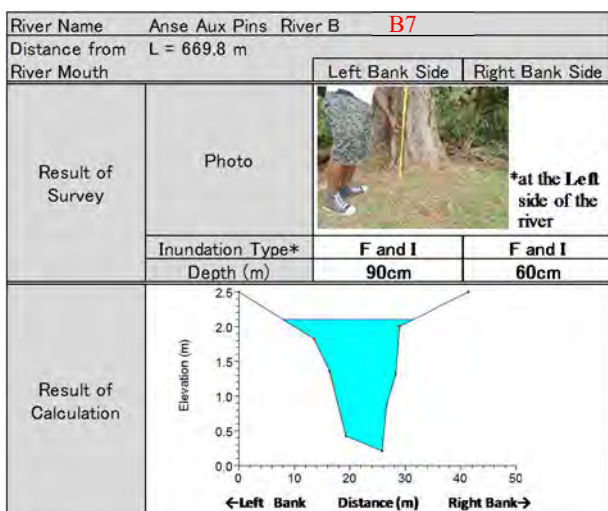 River Name Anse Aux Pins River B B7
Distance from L = 669.8 m
River Mouth Left Bank Side Right Bank Side
Result of
Survey
Photo
*at the Left
side of the
river
Inundation Type* F and I F and I
Depth (m) 90cm 60cm
Result of
Calculation
Elevation (m)
2.5
2.0
1.5
1.0
0.5
0.0
0 10 20 30 40 50
←Left Bank Distance (m) Right Bank→